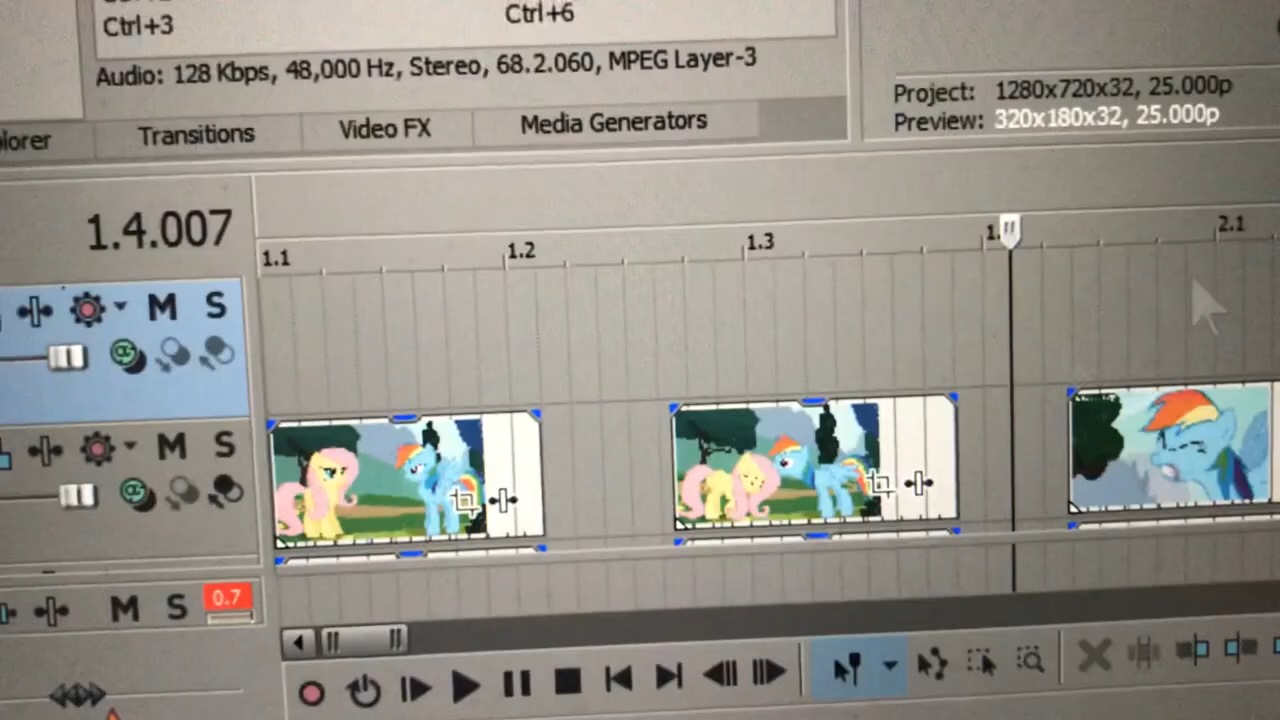 Ctrl+3
Ctrl+6
Audio: 128 Kbps, 48,000 Hz, Stereo, 68.2.060, MPEG Layer-3
Project: 1280x720x32, 25.000p
Preview: 320x180x32, 25.000p
plorer
Transitions
Video FX
Media Generators
1.4.007
1.1
1.2
1.3
1.
2.1
M S
M S
M S
0.7